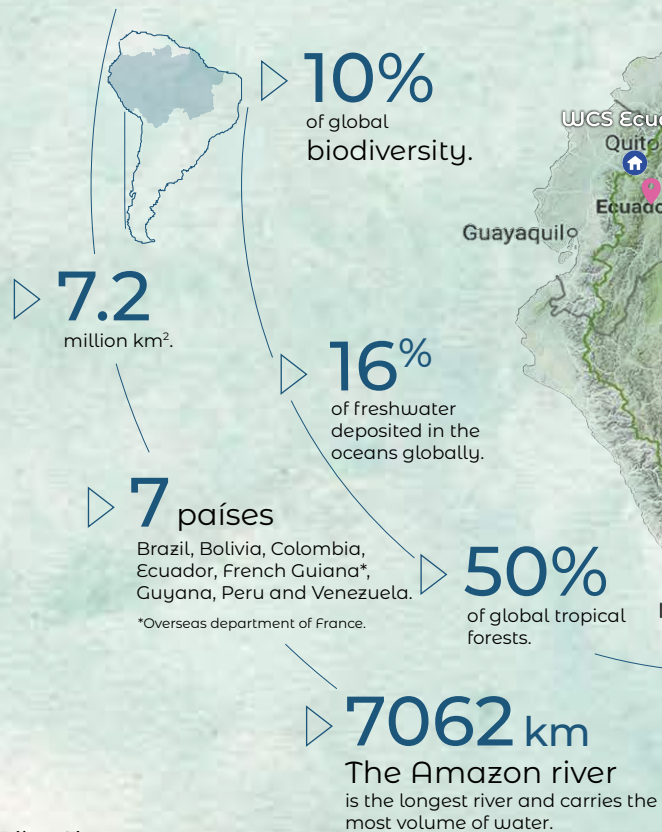 10%
of global
biodiversity.
7.2
million km².
16%
of freshwater
deposited in the
oceans globally.
7 países
Brazil, Bolivia, Colombia,
Ecuador, French Guiana*,
Guyana, Peru and Venezuela.
*Overseas department of France.
50%
of global tropical
forests.
7062 km
The Amazon river
is the longest river and carries the
most volume of water.
WCS
Quito
Guayaquil